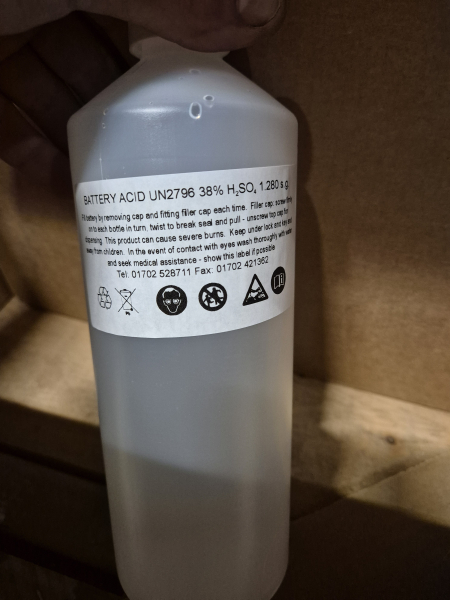 BATTERY ACID UN2796 38% H₂SO₄ 1.280 s.g.
Fill battery by removing cap and fitting filler cap each time. Filler cap: screw firmly
on to each bottle in turn, twist to break seal and pull - unscrew top cap for
dispensing. This product can cause severe burns. Keep under lock and key and
away from children. In the event of contact with eyes wash thoroughly with water
and seek medical assistance - show this label if possible
Tel: 01702 528711 Fax: 01702 421362
Pb